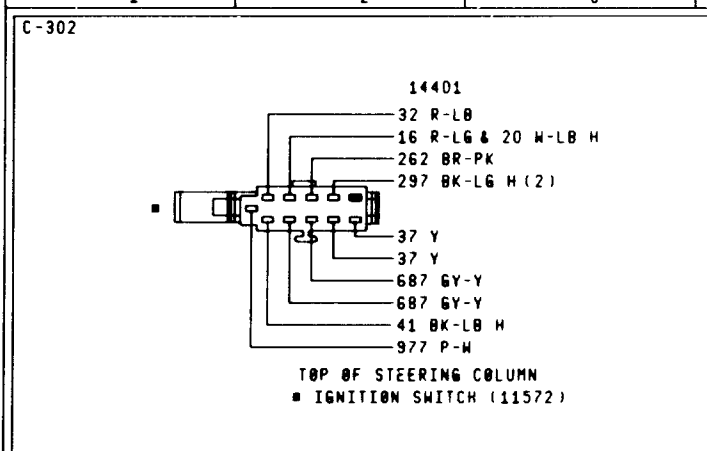 C-302
14401
32 R-LB
16 R-LG & 20 W-LB H
262 BR-PK
297 BK-LG H(2)
37 Y
37 Y
687 GY-Y
687 GY-Y
41 BK-LB H
977 P-W
TOP OF STEERING COLUMN
■ IGNITION SWITCH (11572)